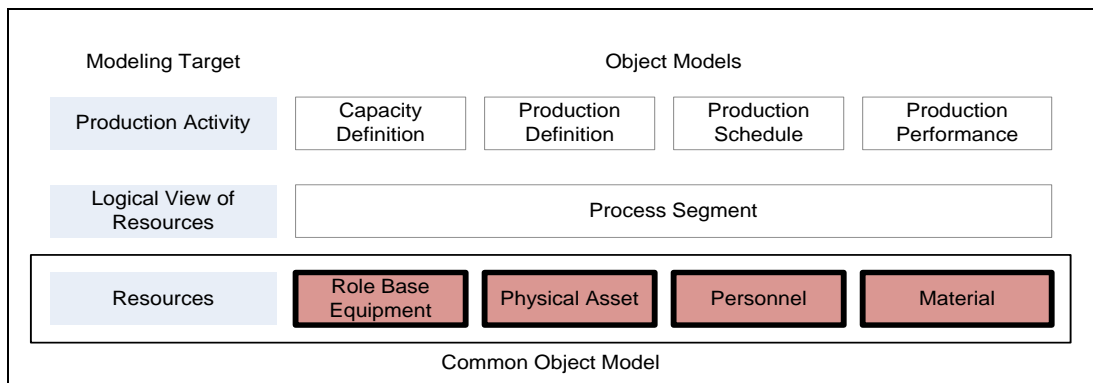 Modeling Target
Object Models
Production Activity
Capacity
Definition
Production
Definition
Production
Schedule
Production
Performance
Logical View of
Resources
Process Segment
Resources
Role Base
Equipment
Physical Asset
Personnel
Material
Common Object Model